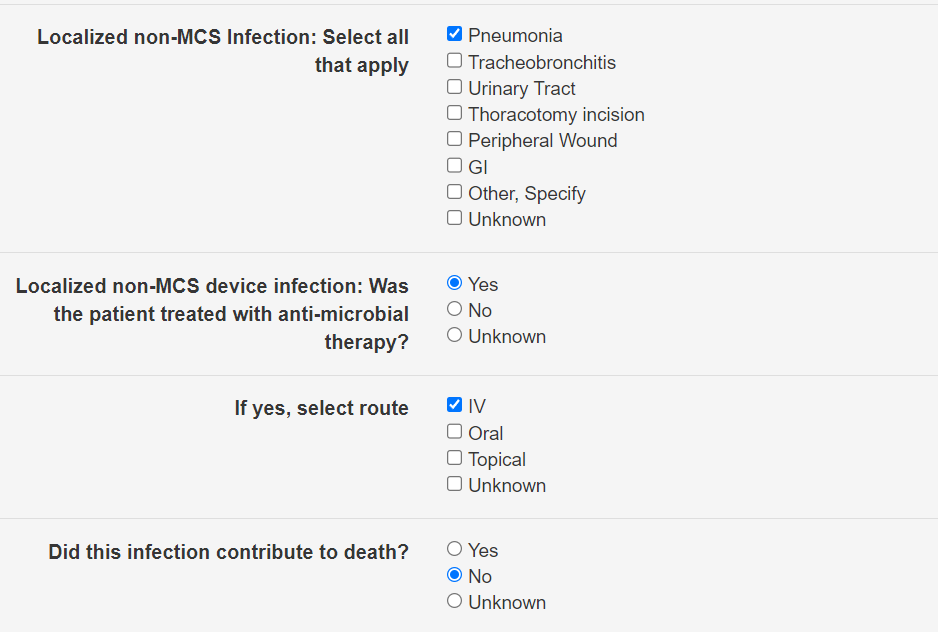 Localized non-MCS Infection: Select all
that apply
Pneumonia
Tracheobronchitis
Urinary Tract
Thoracotomy incision
Peripheral Wound
GI
Other, Specify
Unknown
Localized non-MCS device infection: Was
the patient treated with anti-microbial
therapy?
Yes
No
Unknown
If yes, select route
IV
Oral
Topical
Unknown
Did this infection contribute to death?
Yes
No
Unknown